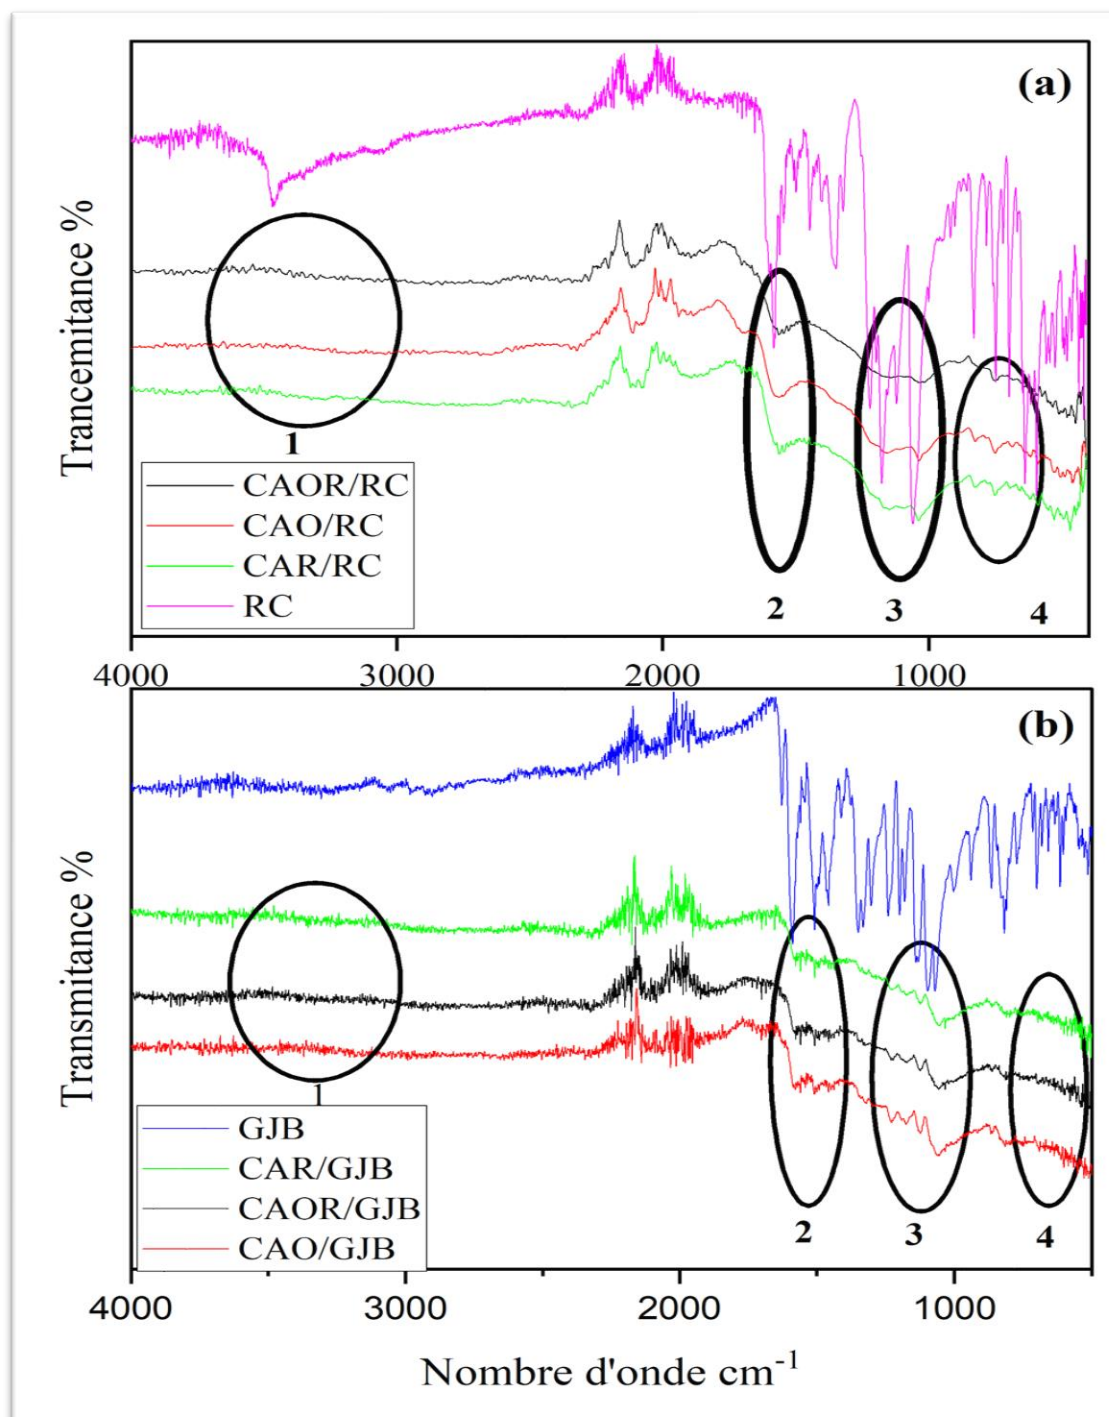 (a)
Trancemitance %
1
CAOR/RC
CAO/RC
CAR/RC
RC
2
3
4
4000 3000 2000 1000
(b)
Transmitance %
1
GJB
CAR/GJB
CAOR/GJB
CAO/GJB
2
3
4
4000 3000 2000 1000
Nombre d'onde cm-1